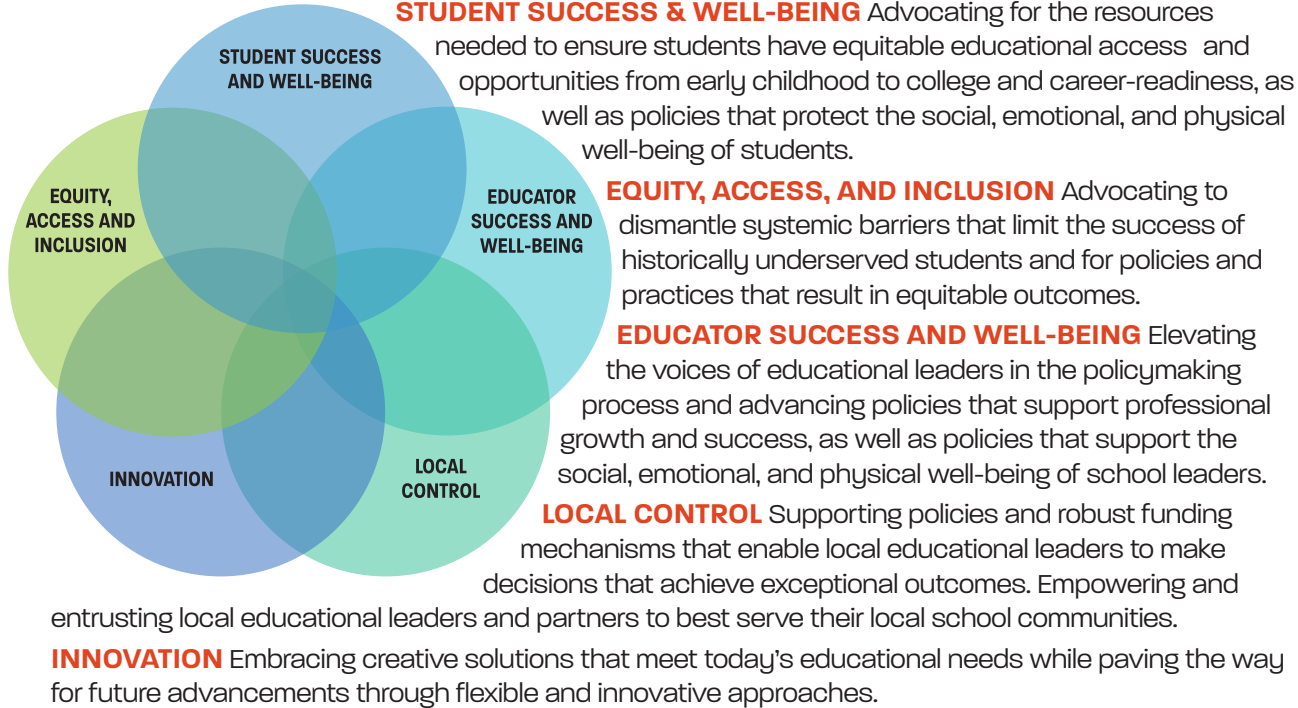 STUDENT SUCCESS
AND WELL-BEING
EQUITY,
ACCESS AND
INCLUSION
EDUCATOR
SUCCESS AND
WELL-BEING
INNOVATION
LOCAL
CONTROL
STUDENT SUCCESS & WELL-BEING Advocating for the resources
needed to ensure students have equitable educational access and
opportunities from early childhood to college and career-readiness, as
well as policies that protect the social, emotional, and physical
well-being of students.
EQUITY, ACCESS, AND INCLUSION Advocating to
dismantle systemic barriers that limit the success of
historically underserved students and for policies and
practices that result in equitable outcomes.
EDUCATOR SUCCESS AND WELL-BEING Elevating
the voices of educational leaders in the policymaking
process and advancing policies that support professional
growth and success, as well as policies that support the
social, emotional, and physical well-being of school leaders.
LOCAL CONTROL Supporting policies and robust funding
mechanisms that enable local educational leaders to make
decisions that achieve exceptional outcomes. Empowering and
entrusting local educational leaders and partners to best serve their local school communities.
INNOVATION Embracing creative solutions that meet today's educational needs while paving the way
for future advancements through flexible and innovative approaches.